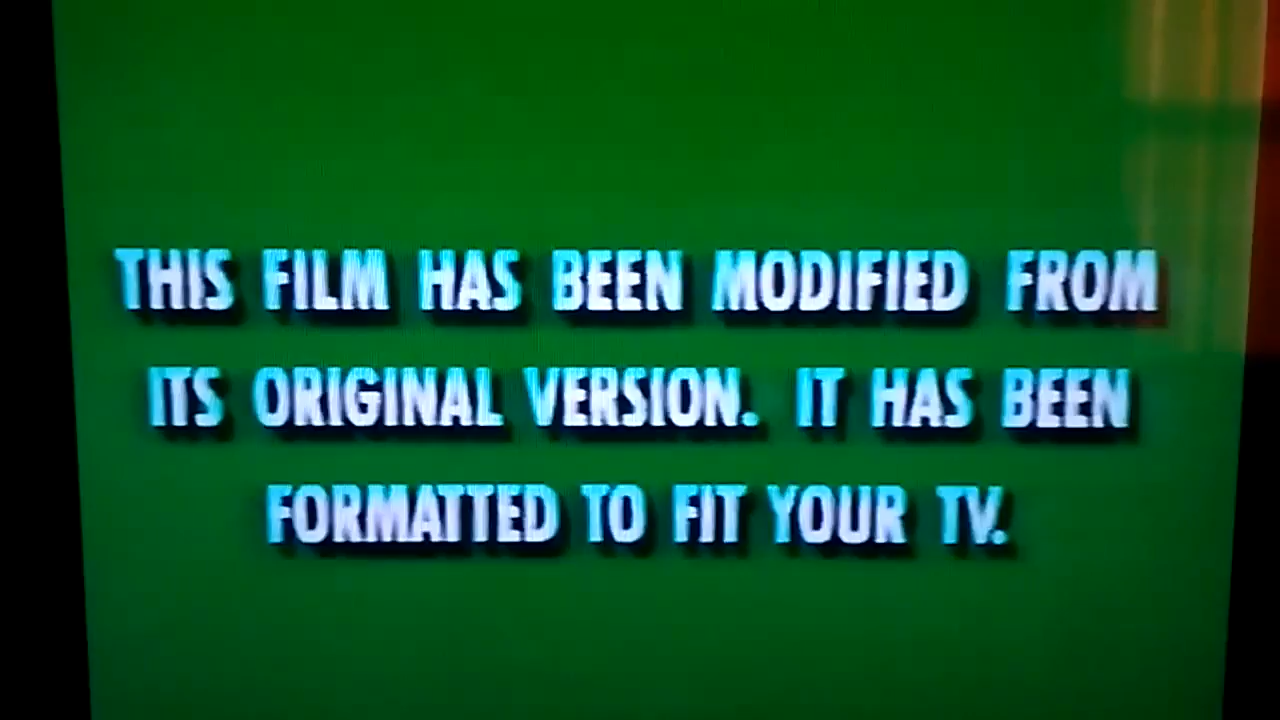 THIS FILM HAS BEEN MODIFIED FROM
ITS ORIGINAL VERSION. IT HAS BEEN
FORMATTED TO FIT YOUR TV.